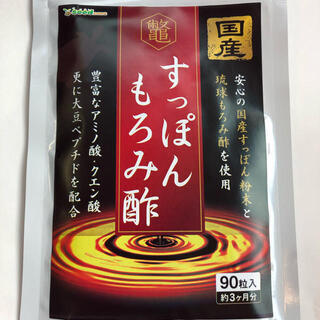 国産
安心の国産すっぽん粉末と
琉球もろみ酢を使用
すっぽん
もろみ酢
豊富なアミノ酸・クエン酸
更に大豆ペプチドを配合
90粒入
約3ヶ月分